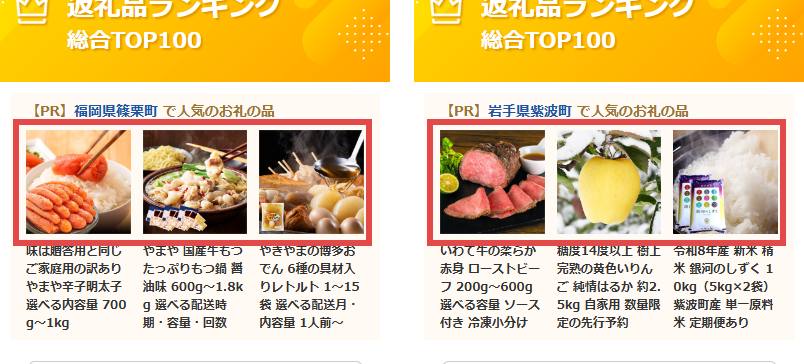 返礼品ランキング
総合TOP100
【PR】福岡県篠栗町 で人気のお礼の品
味は贈答用と同じ
ご家庭用の訳あり
やまや辛子明太子
選べる内容量 700
g～1kg
やまや 国産牛もつ
たっぷりもつ鍋 醤
油味 600g～1.8k
g 選べる配送時
期・容量・回数
やきやまの博多お
でん 6種の具材入
りレトルト 1～15
袋 選べる配送月・
内容量 1人前～
返礼品ランキング
総合TOP100
【PR】岩手県紫波町 で人気のお礼の品
いわて牛の柔らか
赤身 ローストビー
フ 200g～600g
選べる容量 ソース
付き 冷凍小分け
糖度14度以上 樹上
完熟の黄色いりん
ご 純情はるか 約2.
5kg 自家用 数量限
定の先行予約
令和8年産 新米 精
米 銀河のしずく 1
0kg（5kg×2袋）
紫波町産 単一原料
米 定期便あり